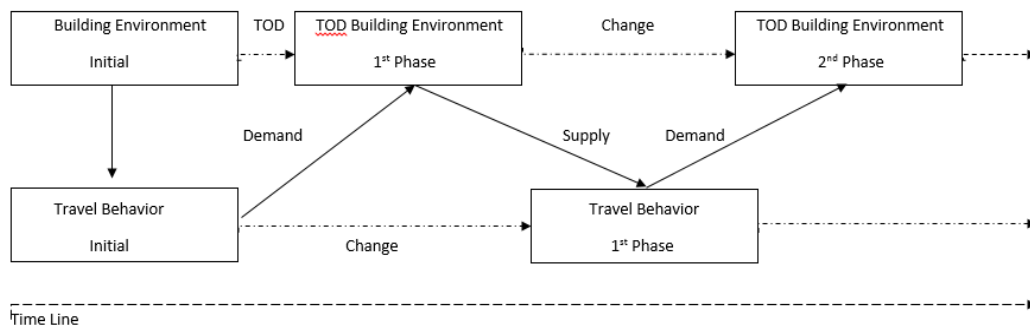 Building Environment
Initial
TOD
TOD Building Environment
1st Phase
Change
TOD Building Environment
2nd Phase
Demand
Supply
Demand
Travel Behavior
Initial
Change
Travel Behavior
1st Phase
Time Line